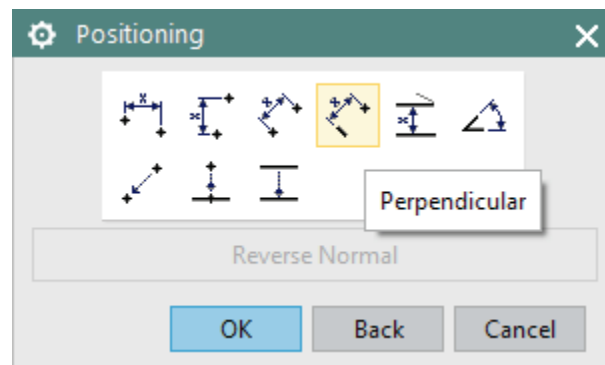 Positioning
Perpendicular
Reverse Normal
OK
Back
Cancel